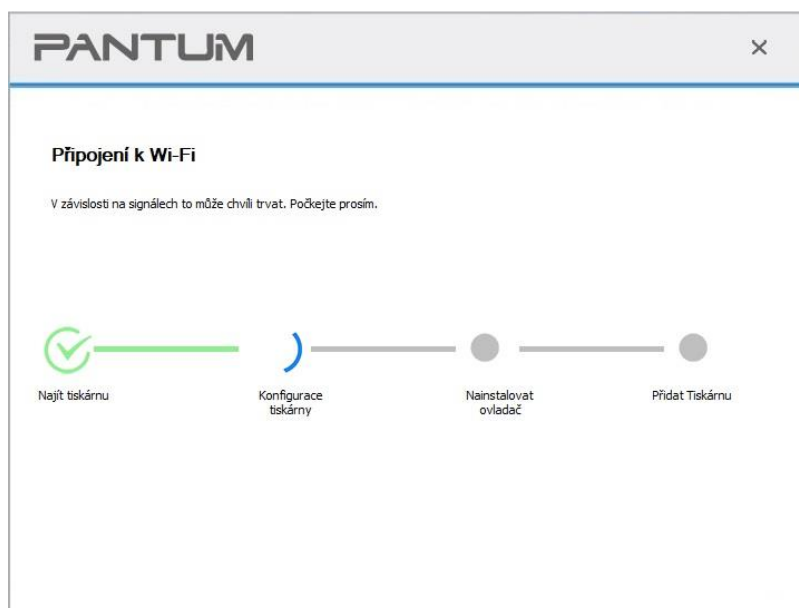 PANTUM
Připojení k Wi-Fi
V závislosti na signálech to může chvíli trvat. Počkejte prosím.
Najít tiskárnu
Konfigurace
tiskárny
Nainstalovat
ovladač
Přidat Tiskárnu